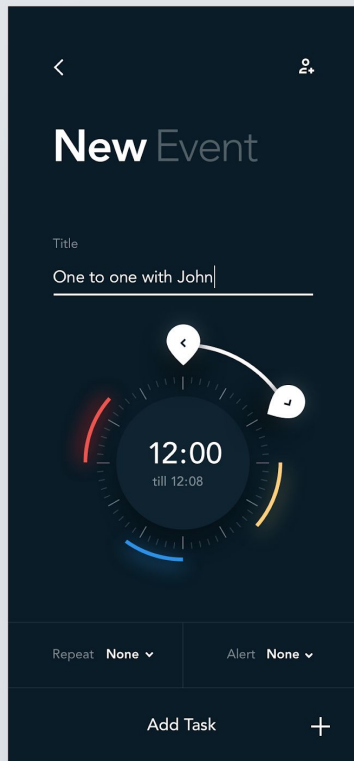 New Event
Title
One to one with John
12:00
till 12:08
Repeat None Alert None
Add Task